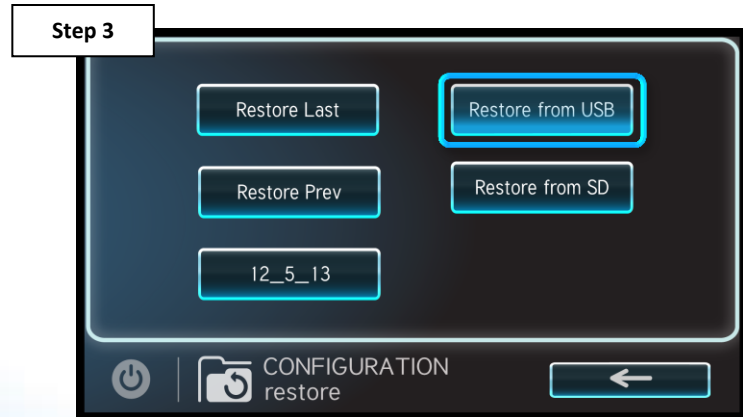 Step 3
Restore Last
Restore from USB
Restore Prev
Restore from SD
12_5_13
CONFIGURATION
restore